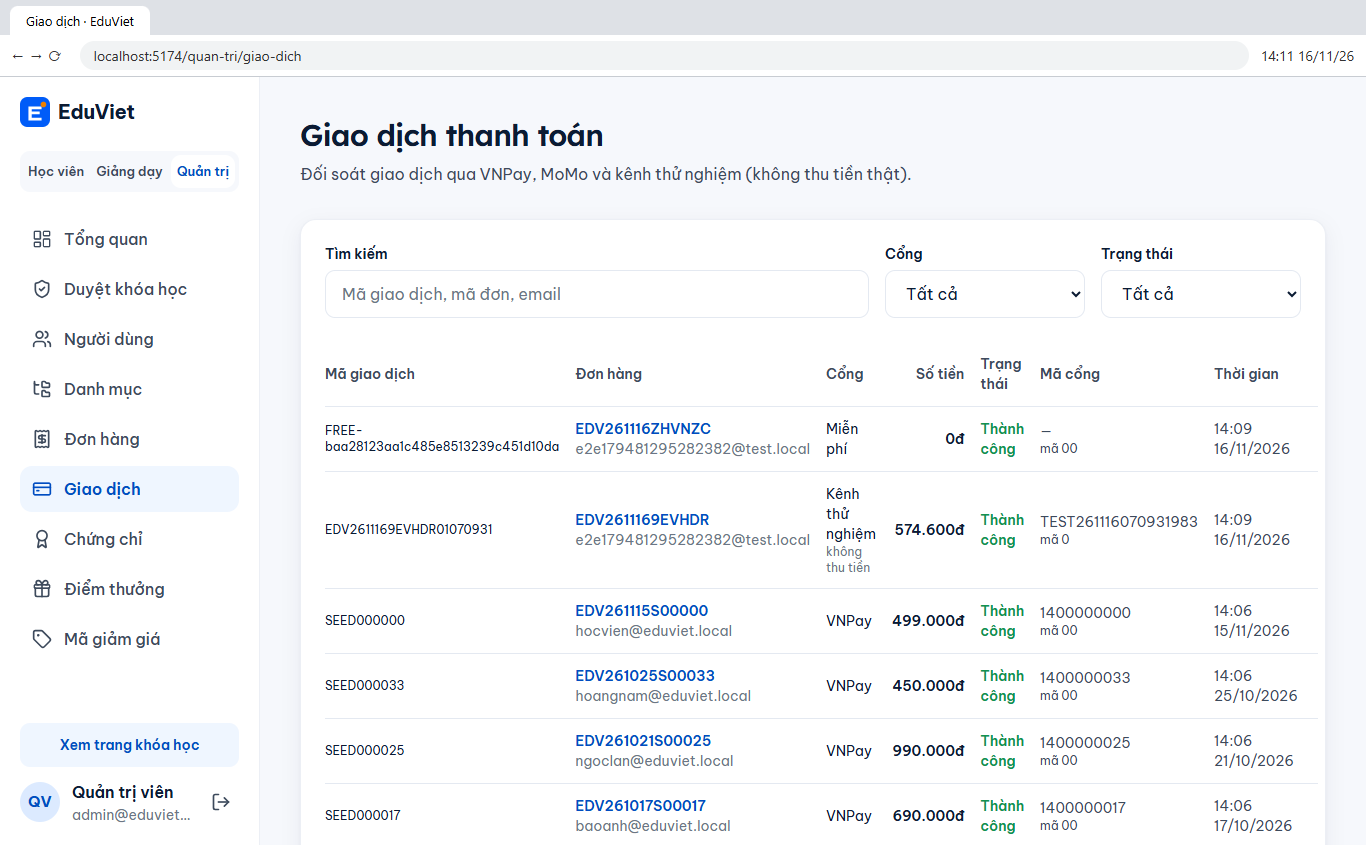 Giao dịch · EduViet
localhost:5174/quan-tri/giao-dich
14:11 16/11/26
EduViet
Học viên Giảng dạy Quản trị
Tổng quan
Duyệt khóa học
Người dùng
Danh mục
Đơn hàng
Giao dịch
Chứng chỉ
Điểm thưởng
Mã giảm giá
Xem trang khóa học
QV
Quản trị viên
admin@eduviet...
Giao dịch thanh toán
Đối soát giao dịch qua VNPay, MoMo và kênh thử nghiệm (không thu tiền thật).
Tìm kiếm
Mã giao dịch, mã đơn, email
Cổng
Tất cả
Trạng thái
Tất cả
Mã giao dịch Đơn hàng Cổng Số tiền Trạng thái Mã cổng Thời gian
FREE-
baa28123aa1c485e8513239c451d10da
EDV261116ZHVNZC
e2e179481295282382@test.local
Miễn
phí
0đ
Thành
công
—
mã 00
14:09
16/11/2026
EDV2611169EVHDR01070931
EDV2611169EVHDR
e2e179481295282382@test.local
Kênh
thử
nghiệm
không
thu tiền
574.600đ
Thành
công
TEST261116070931983
mã 0
14:09
16/11/2026
SEED000000
EDV261115S00000
hocvien@eduviet.local
VNPay
499.000đ
Thành
công
1400000000
mã 00
14:06
15/11/2026
SEED000033
EDV261025S00033
hoangnam@eduviet.local
VNPay
450.000đ
Thành
công
1400000033
mã 00
14:06
25/10/2026
SEED000025
EDV261021S00025
ngoclan@eduviet.local
VNPay
990.000đ
Thành
công
1400000025
mã 00
14:06
21/10/2026
SEED000017
EDV261017S00017
baoanh@eduviet.local
VNPay
690.000đ
Thành
công
1400000017
mã 00
14:06
17/10/2026